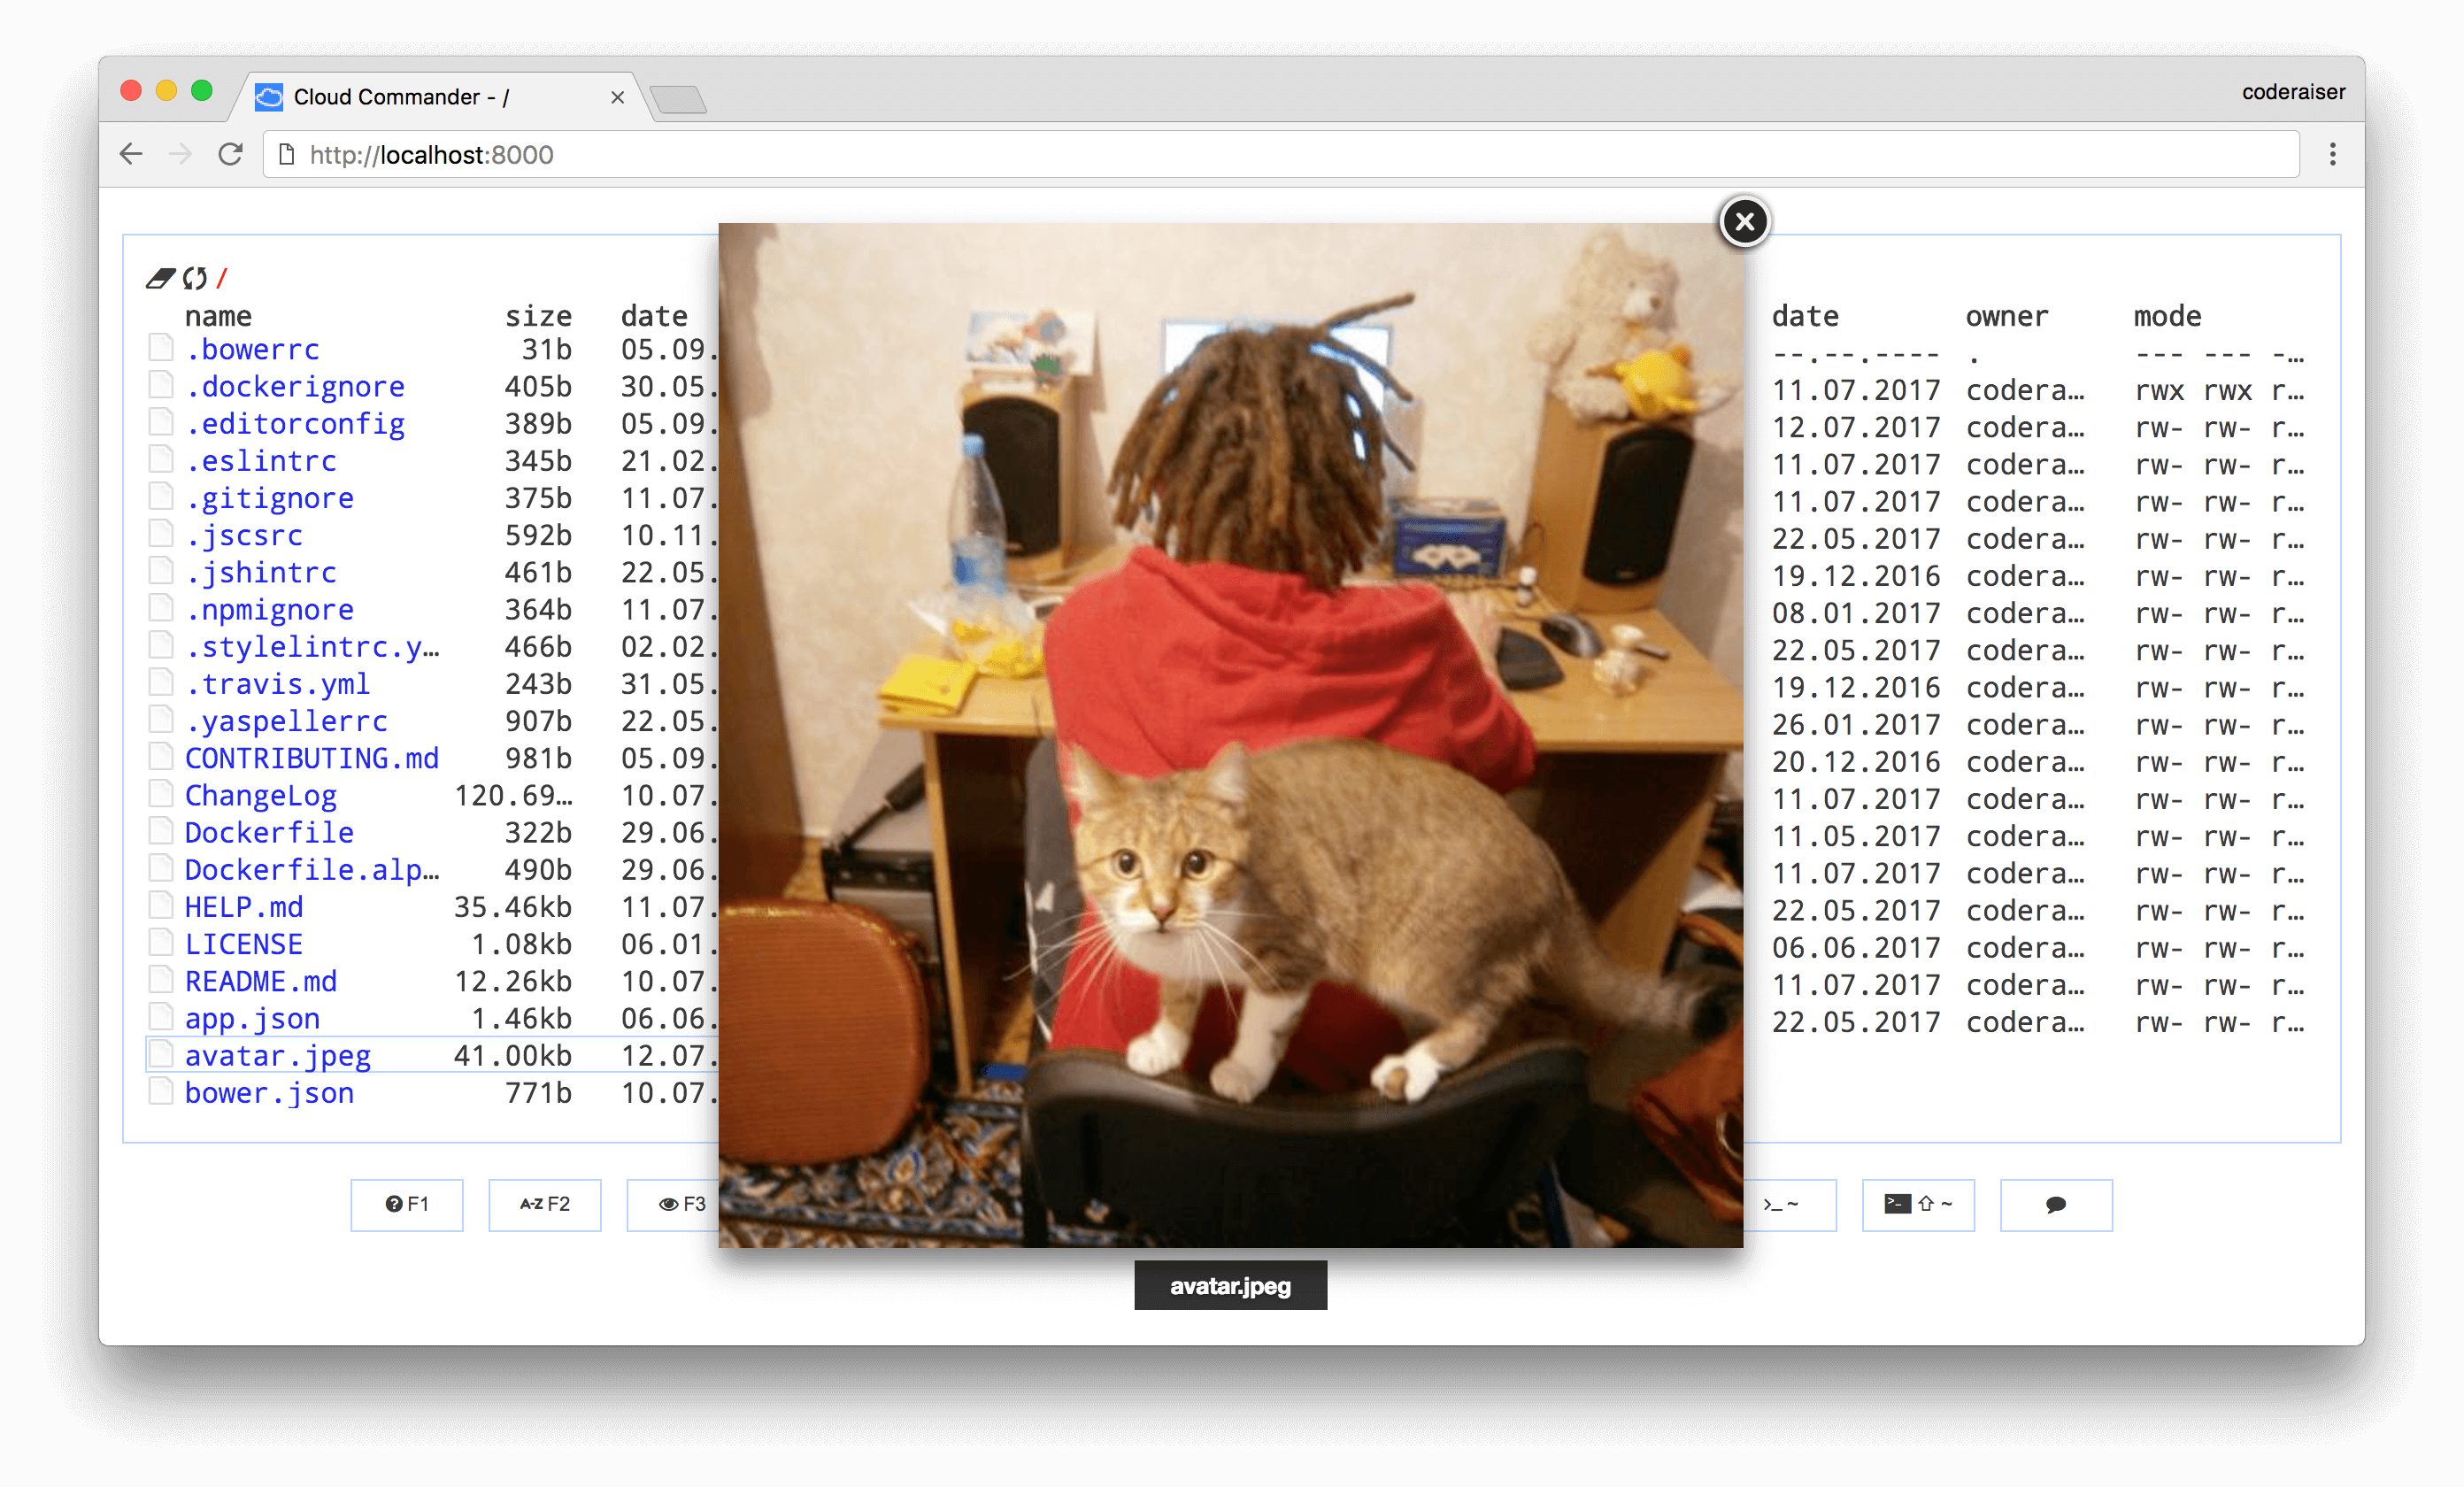 Cloud Commander - /
coderaiser
http://localhost:8000
/
name size date
.bowerrc 31b 05.09.
.dockerignore 405b 30.05.
.editorconfig 389b 05.09.
.eslintrc 345b 21.02.
.gitignore 375b 11.07.
.jscsrc 592b 10.11.
.jshintrc 461b 22.05.
.npmignore 364b 11.07.
.stylelintrc.y… 466b 02.02.
.travis.yml 243b 31.05.
.yaspellerrc 907b 22.05.
CONTRIBUTING.md 981b 05.09.
ChangeLog 120.69… 10.07.
Dockerfile 322b 29.06.
Dockerfile.alp… 490b 29.06.
HELP.md 35.46kb 11.07.
LICENSE 1.08kb 06.01.
README.md 12.26kb 10.07.
app.json 1.46kb 06.06.
avatar.jpeg 41.00kb 12.07.
bower.json 771b 10.07.
date owner mode
--.--.---- . --- --- -…
11.07.2017 codera… rwx rwx r…
12.07.2017 codera… rw- rw- r…
11.07.2017 codera… rw- rw- r…
11.07.2017 codera… rw- rw- r…
22.05.2017 codera… rw- rw- r…
19.12.2016 codera… rw- rw- r…
08.01.2017 codera… rw- rw- r…
22.05.2017 codera… rw- rw- r…
19.12.2016 codera… rw- rw- r…
26.01.2017 codera… rw- rw- r…
20.12.2016 codera… rw- rw- r…
11.07.2017 codera… rw- rw- r…
11.05.2017 codera… rw- rw- r…
11.07.2017 codera… rw- rw- r…
22.05.2017 codera… rw- rw- r…
06.06.2017 codera… rw- rw- r…
11.07.2017 codera… rw- rw- r…
22.05.2017 codera… rw- rw- r…
F1 A-Z F2 F3 >_ ~ >_ ⇧ ~
avatar.jpeg